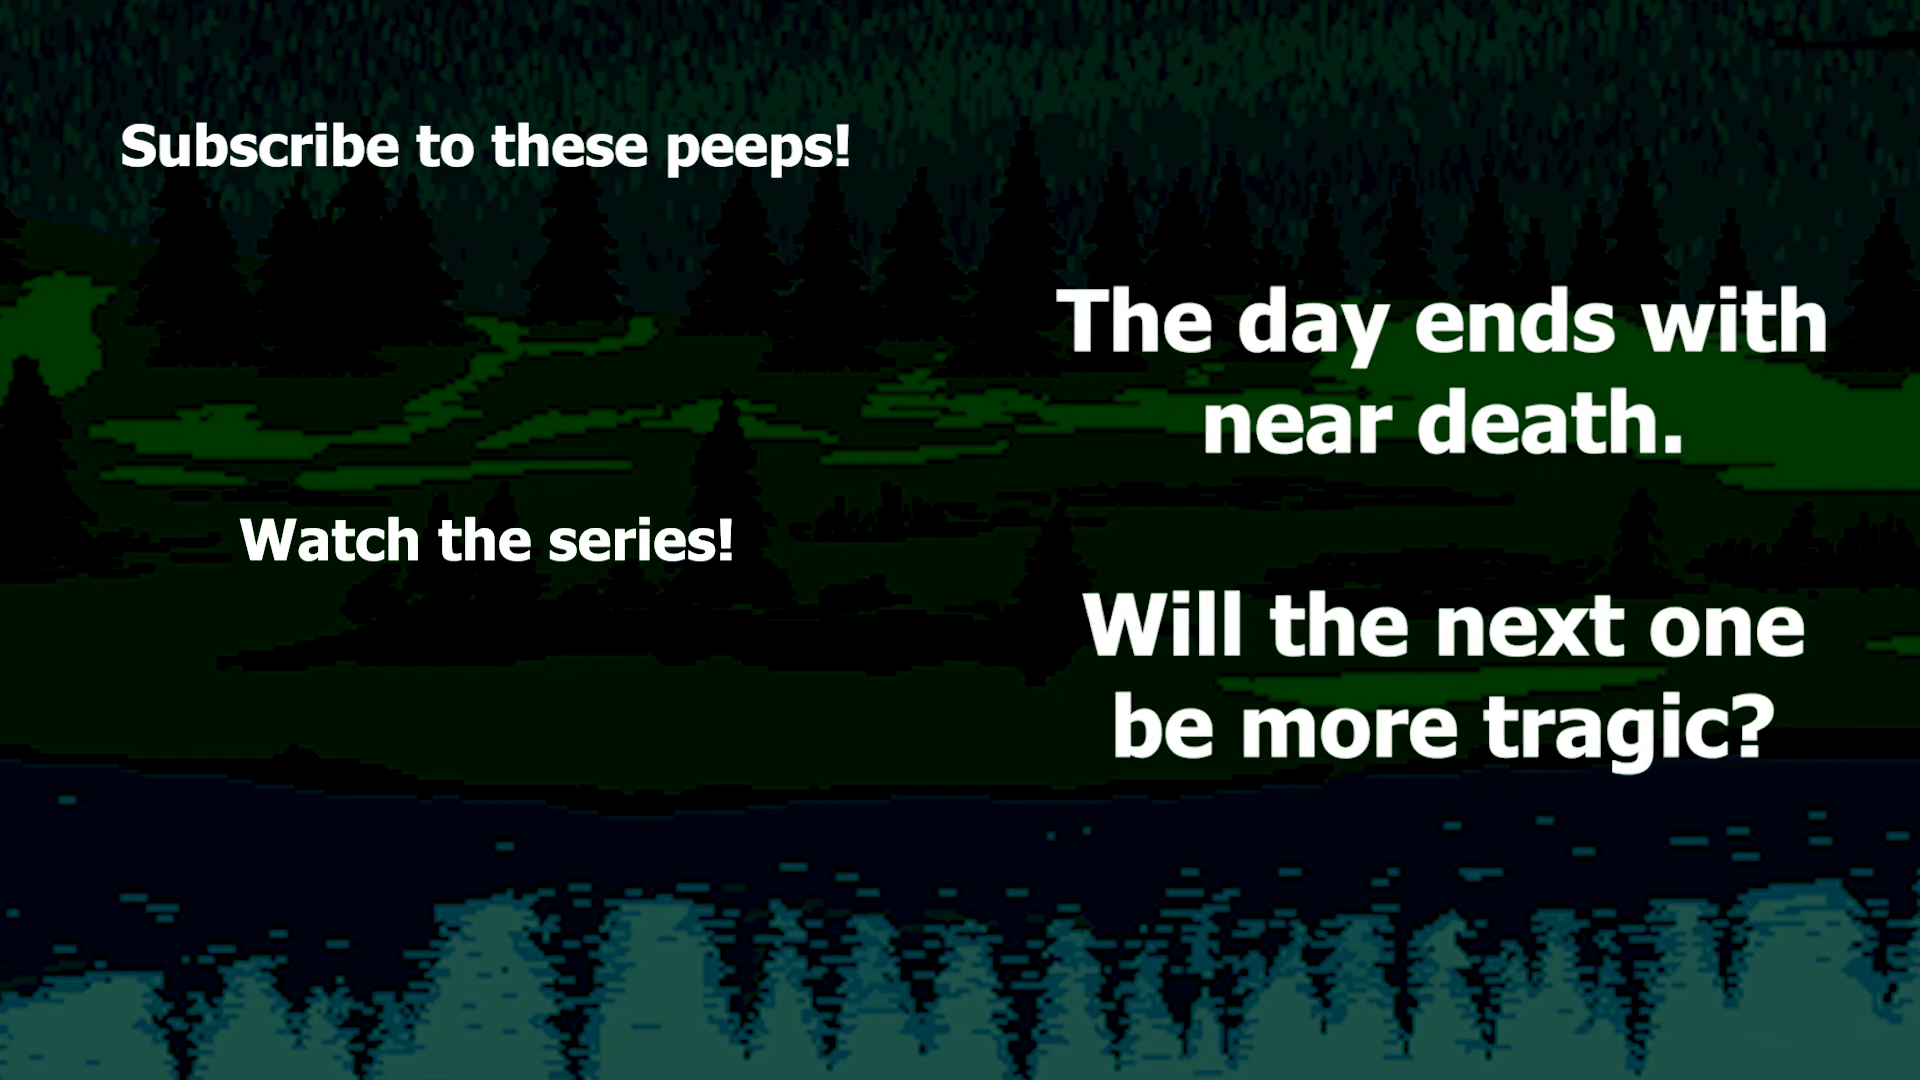 Subscribe to these peeps!
Watch the series!
The day ends with
near death.
Will the next one
be more tragic?